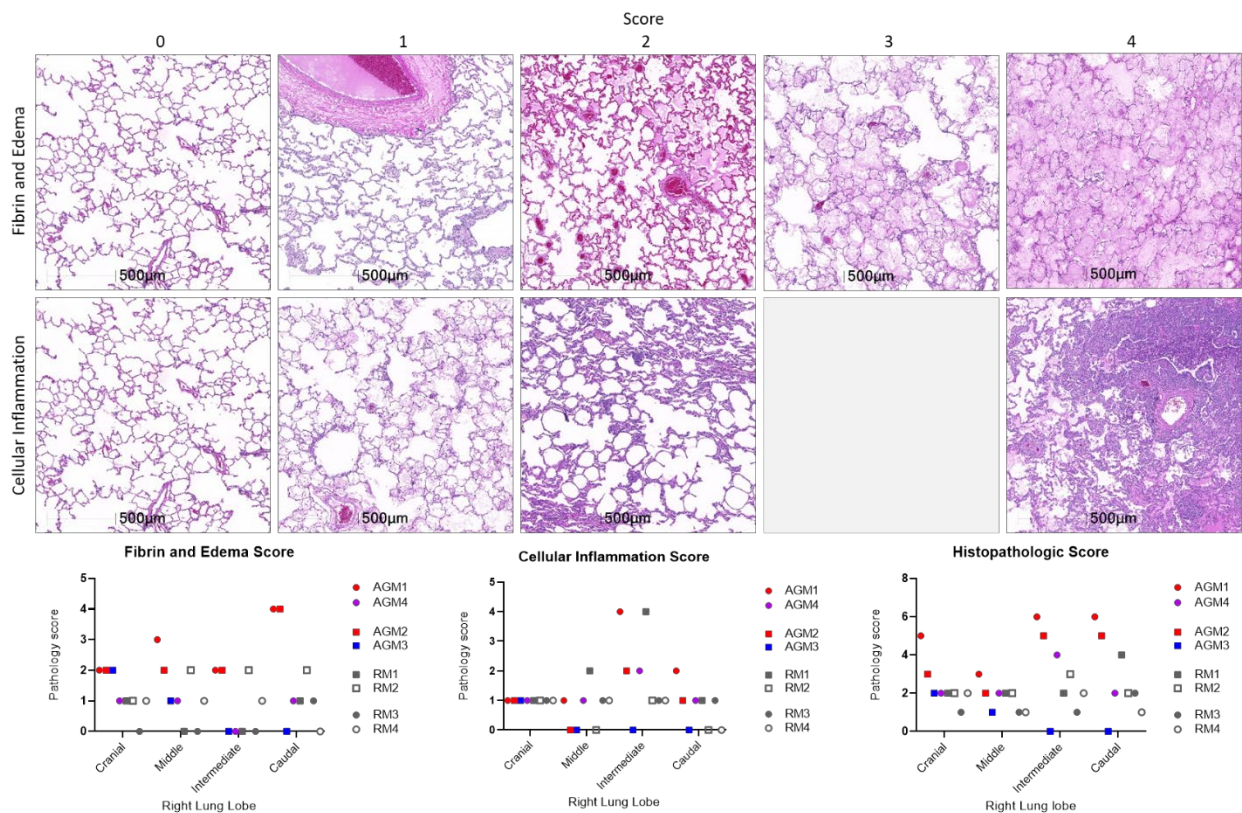 Score
0 1 2 3 4
Fibrin and Edema
500µm 500µm 500µm 500µm 500µm
Cellular Inflammation
500µm 500µm 500µm 500µm
Fibrin and Edema Score
Pathology score
5
4
3
2
1
0
Cranial
Middle
Intermediate
Caudal
Right Lung Lobe
AGM1
AGM4
AGM2
AGM3
RM1
RM2
RM3
RM4
Cellular Inflammation Score
Pathology score
5
4
3
2
1
0
Cranial
Middle
Intermediate
Caudal
Right Lung Lobe
AGM1
AGM4
AGM2
AGM3
RM1
RM2
RM3
RM4
Histopathologic Score
Pathology score
8
6
4
2
0
Cranial
Middle
Intermediate
Caudal
Right Lung lobe
AGM1
AGM4
AGM2
AGM3
RM1
RM2
RM3
RM4